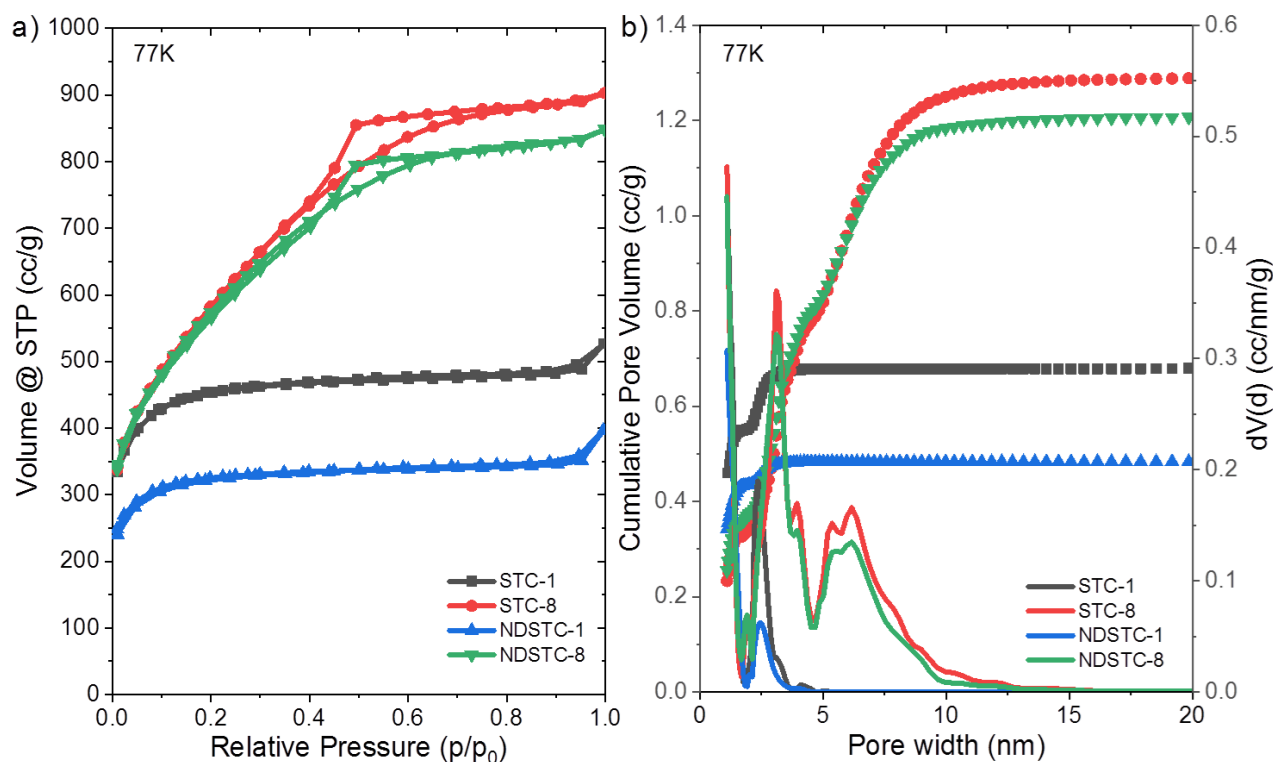 a)
77K
Volume @ STP (cc/g)
1000
900
800
700
600
500
400
300
200
100
0
STC-1
STC-8
NDSTC-1
NDSTC-8
0.0 0.2 0.4 0.6 0.8 1.0
Relative Pressure (p/p₀)
b)
77K
Cumulative Pore Volume (cc/g)
1.4
1.2
1.0
0.8
0.6
0.4
0.2
0.0
STC-1
STC-8
NDSTC-1
NDSTC-8
0 5 10 15 20
Pore width (nm)
0.6
0.5
0.4
0.3
0.2
0.1
0.0
dV(d) (cc/nm/g)